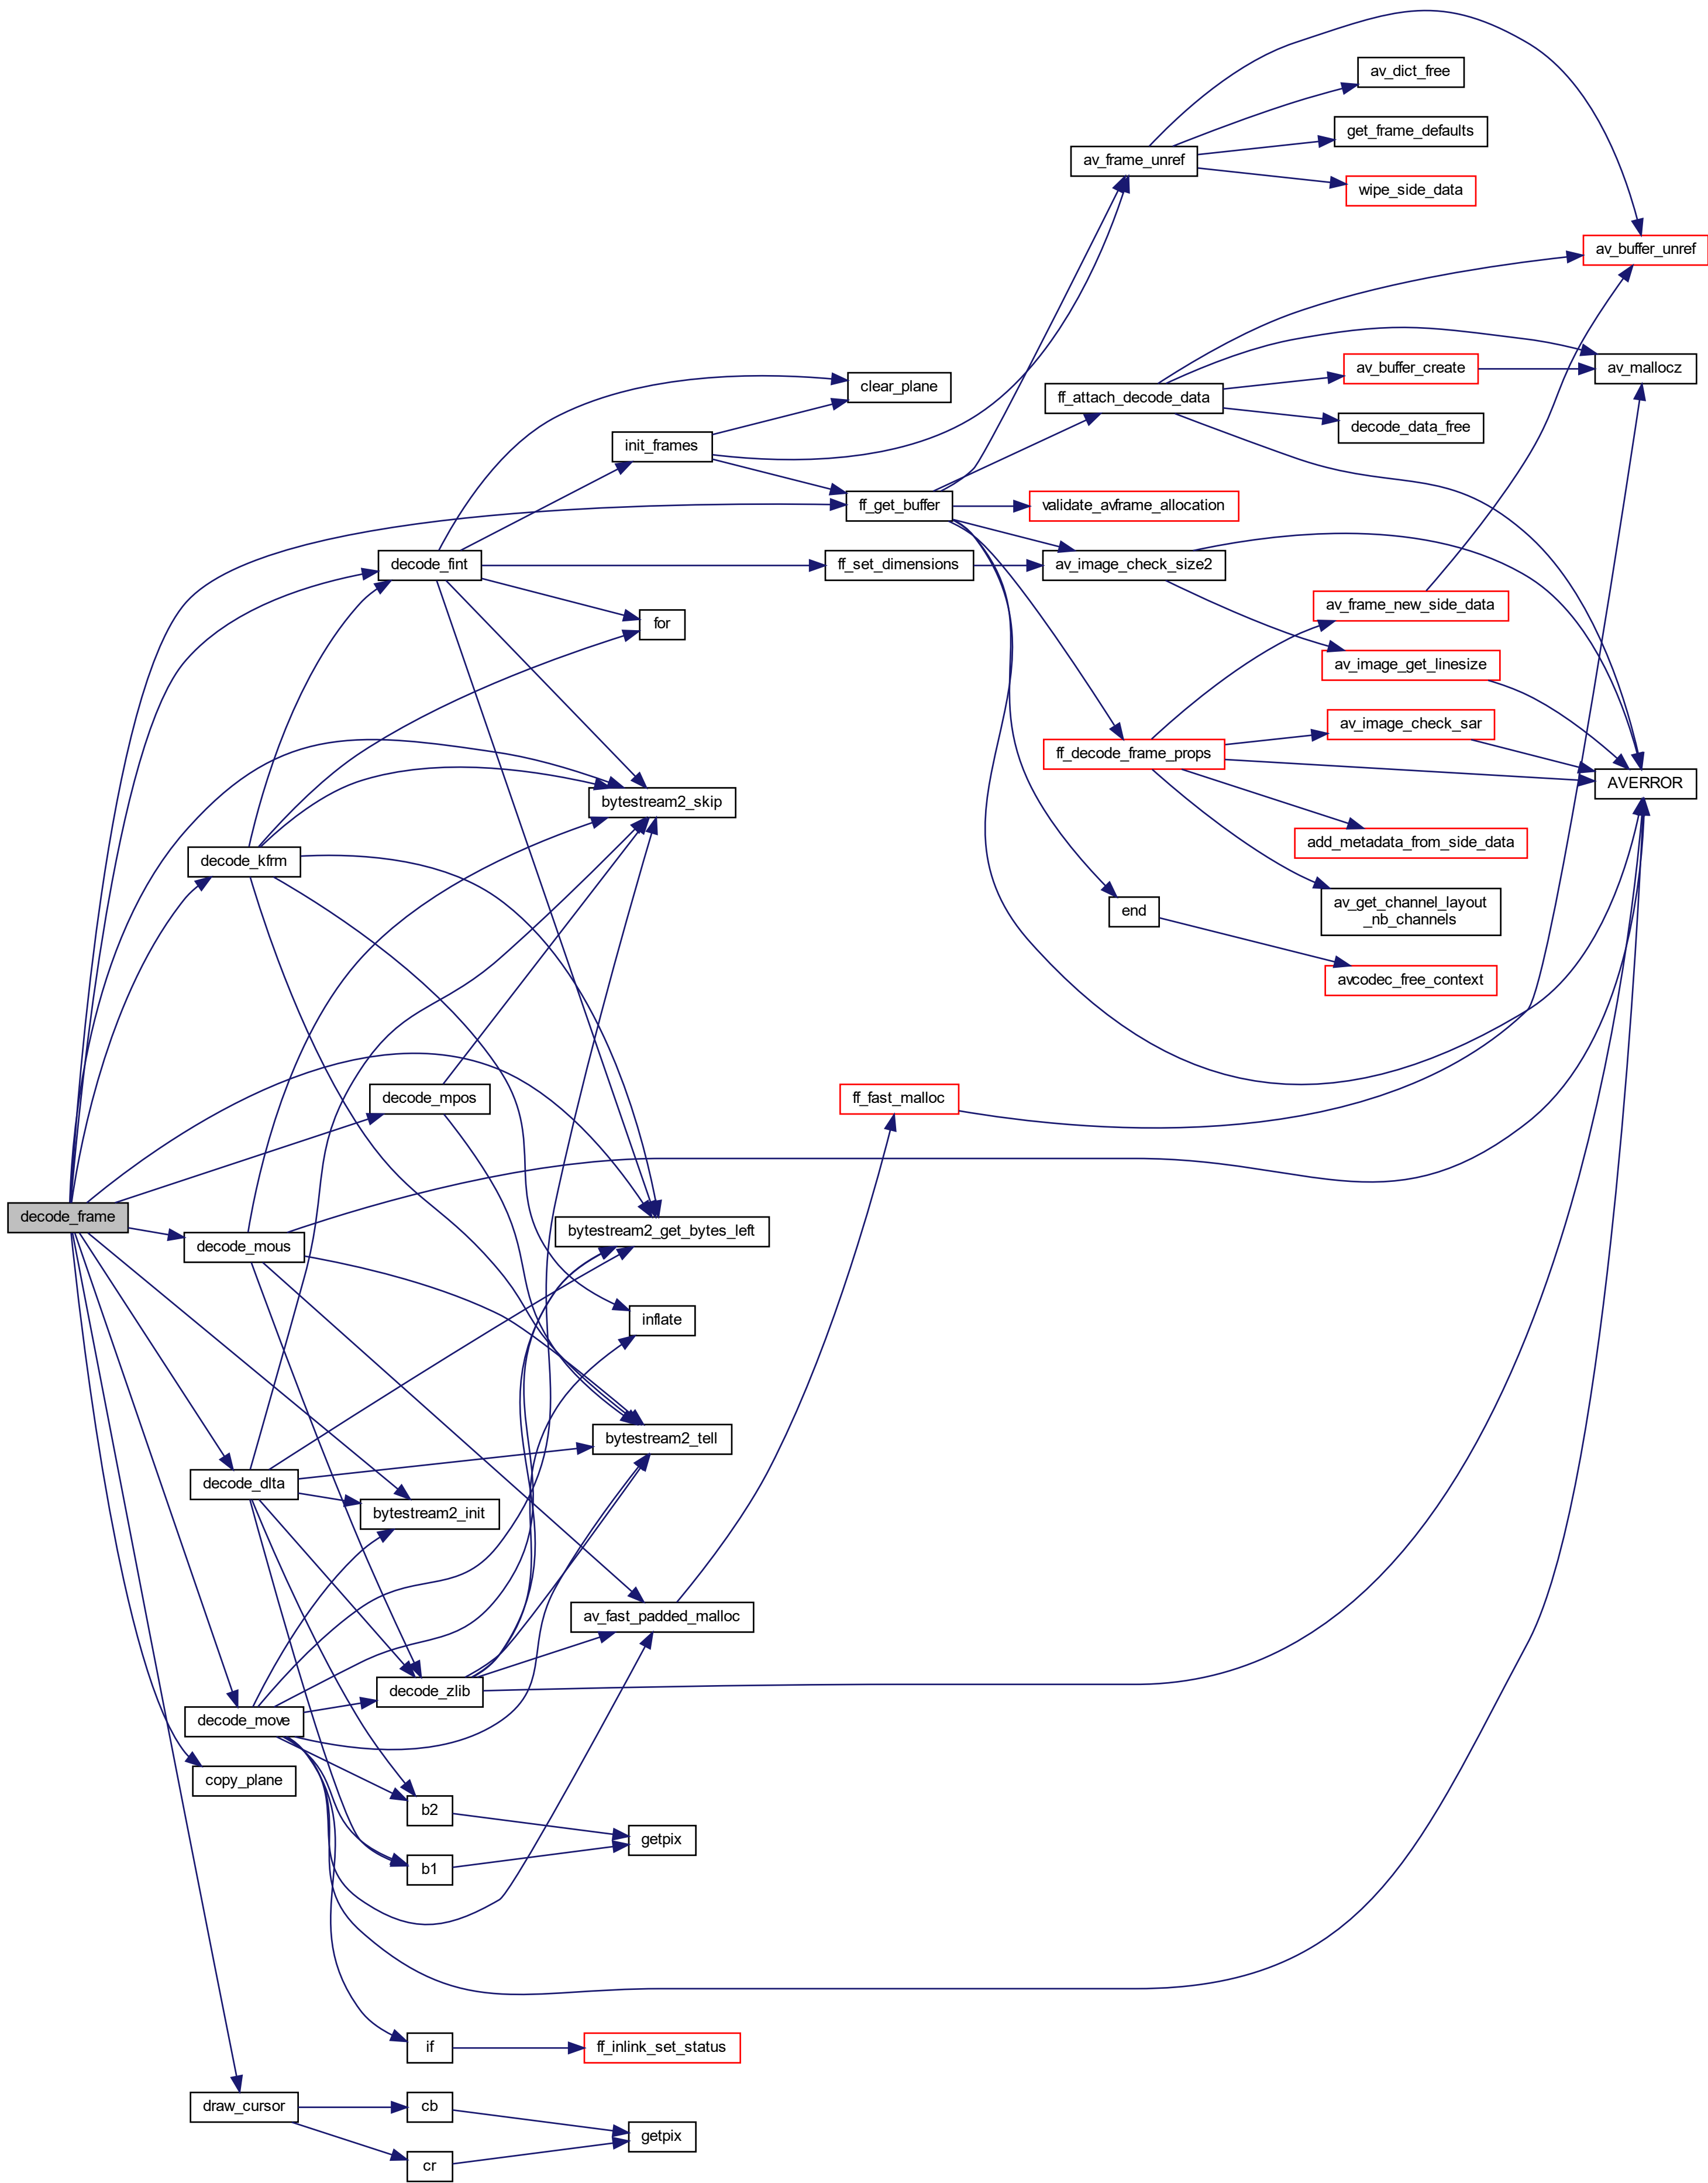 av_dict_free
get_frame_defaults
av_frame_unref
wipe_side_data
av_buffer_unref
av_mallocz
av_buffer_create
clear_plane
ff_attach_decode_data
decode_data_free
init_frames
ff_get_buffer
validate_avframe_allocation
decode_fint
ff_set_dimensions
av_image_check_size2
av_frame_new_side_data
for
av_image_get_linesize
av_image_check_sar
ff_decode_frame_props
AVERROR
bytestream2_skip
add_metadata_from_side_data
decode_kfrm
av_get_channel_layout
_nb_channels
end
avcodec_free_context
decode_mpos
ff_fast_malloc
decode_frame
bytestream2_get_bytes_left
decode_mous
inflate
bytestream2_tell
decode_dlta
bytestream2_init
av_fast_padded_malloc
decode_zlib
decode_move
copy_plane
b2
getpix
b1
if
ff_inlink_set_status
draw_cursor
cb
getpix
cr